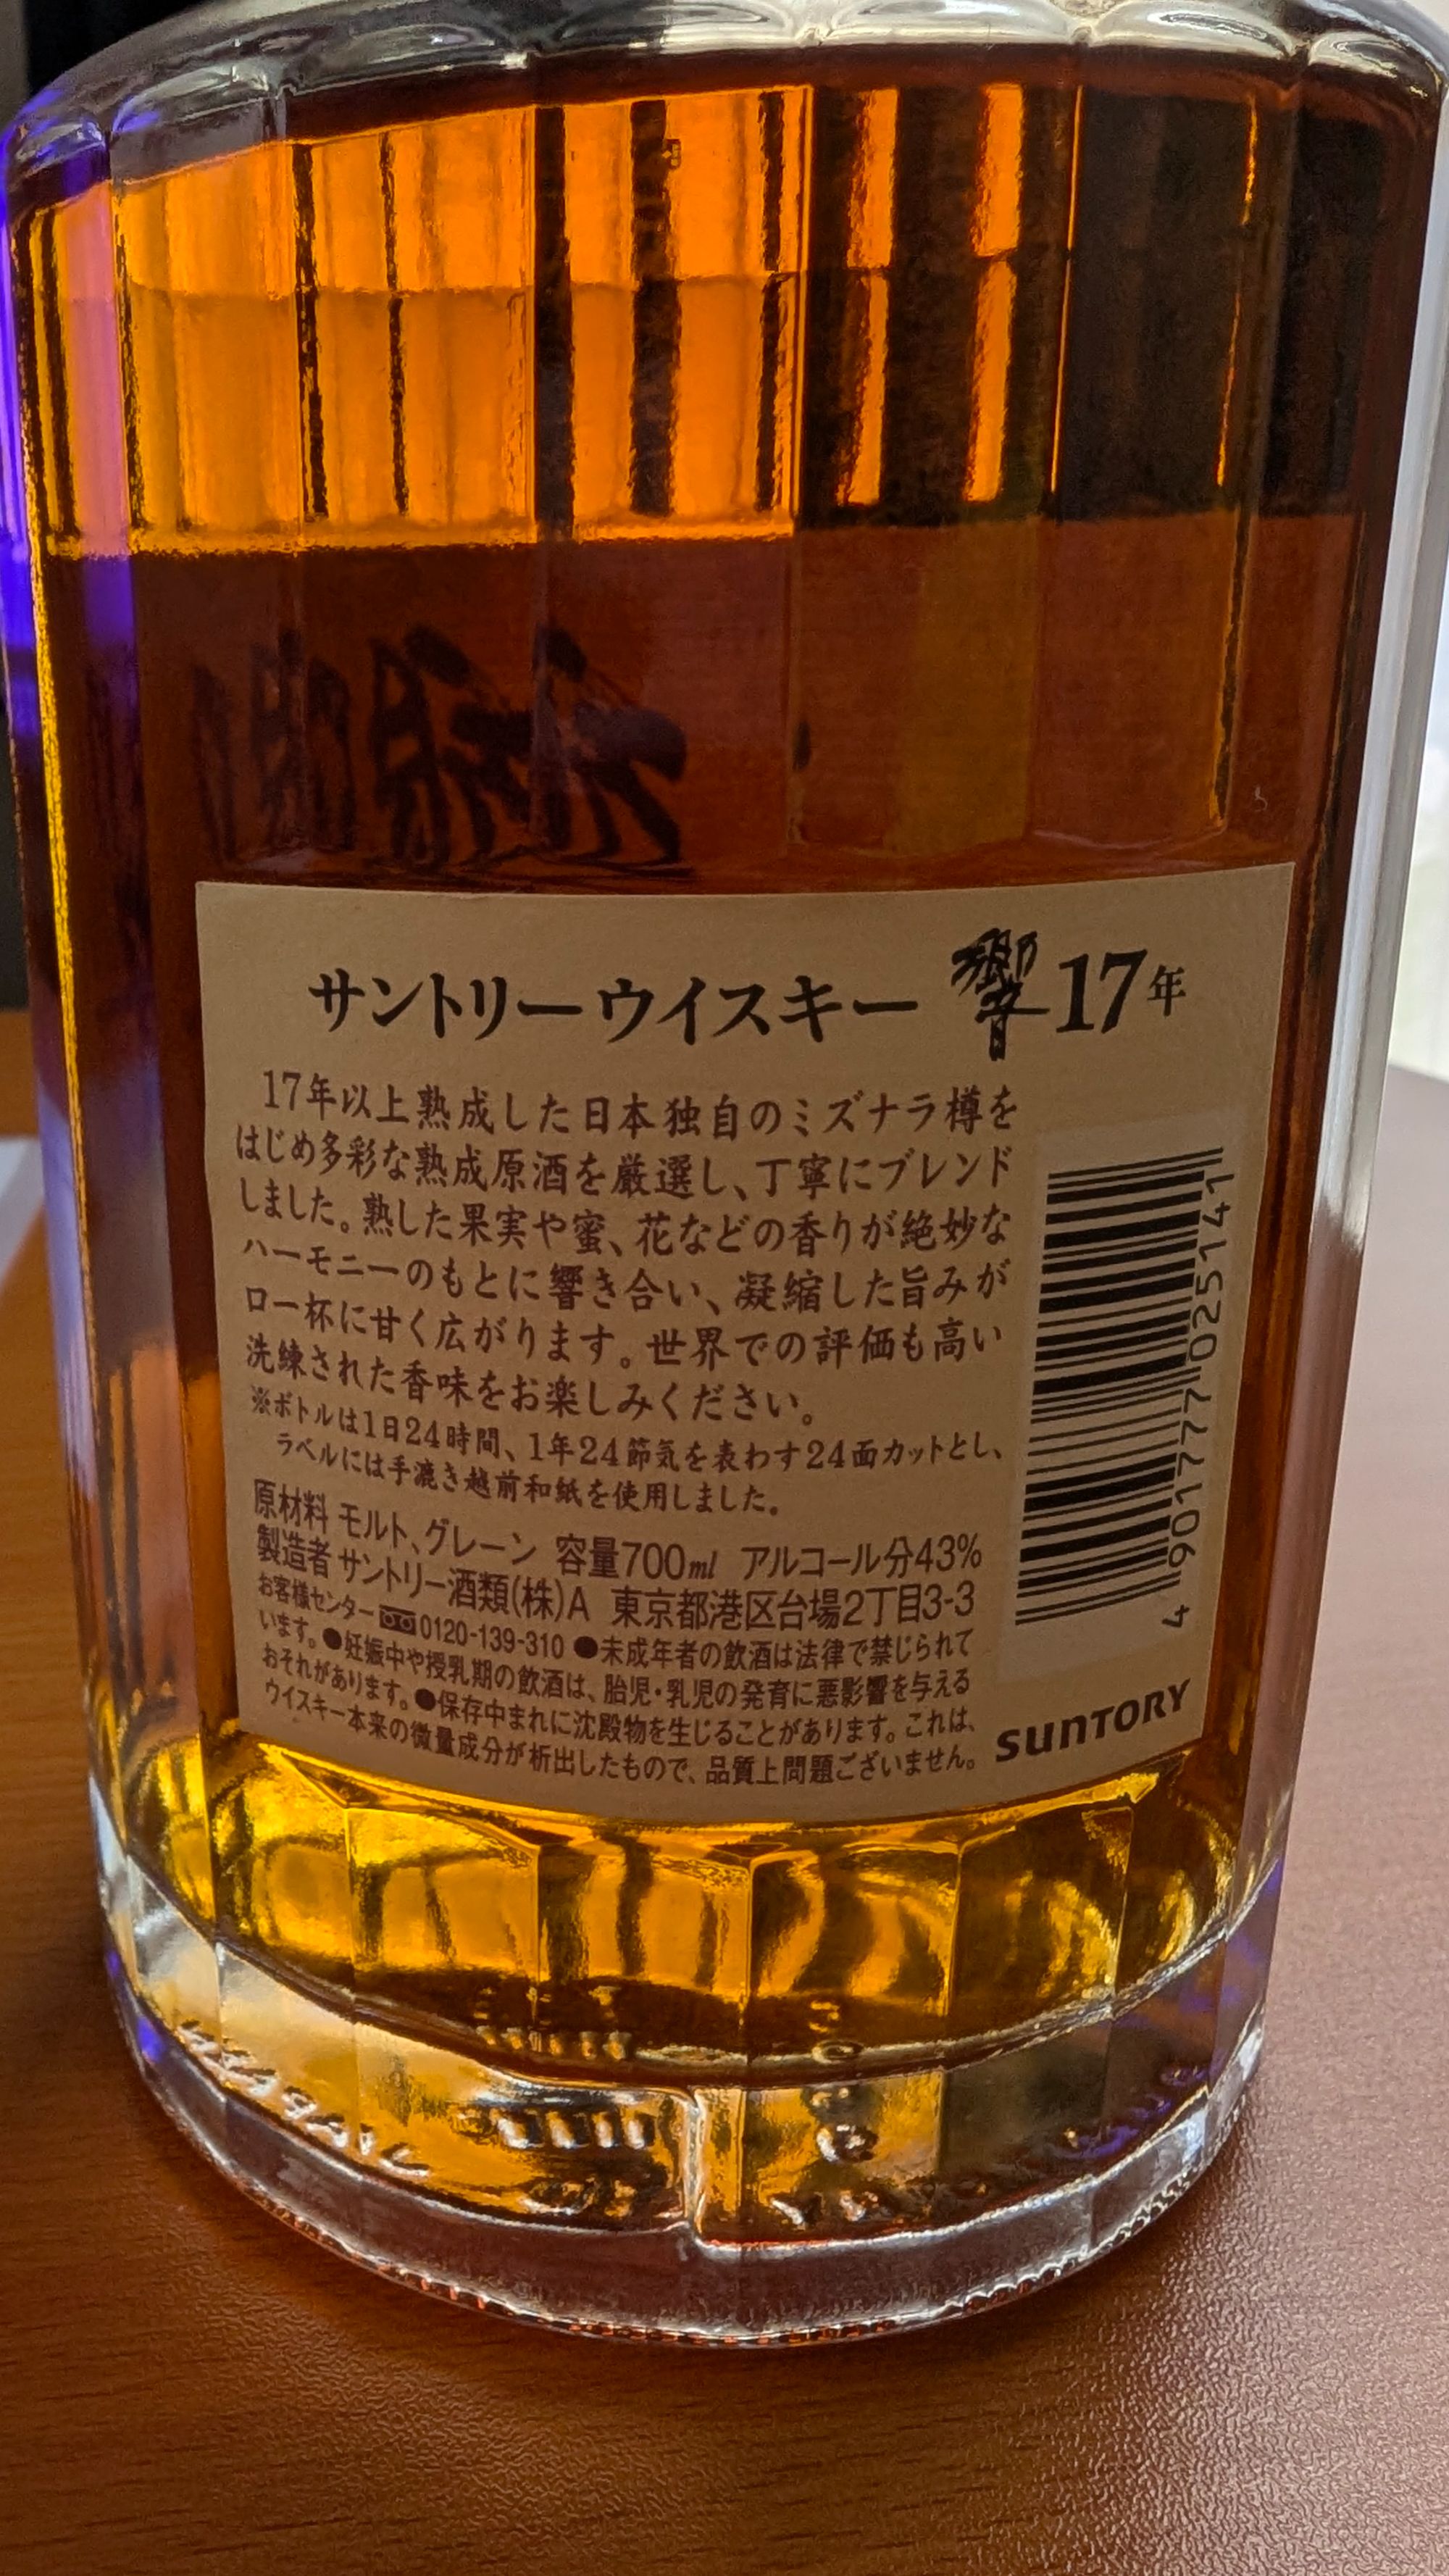 サントリーウイスキー 響 17年
17年以上熟成した日本独自のミズナラ樽を
はじめ多彩な熟成原酒を厳選し、丁寧にブレンド
しました。熟した果実や蜜、花などの香りが絶妙な
ハーモニーのもとに響き合い、凝縮した旨みが
口一杯に甘く広がります。世界での評価も高い
洗練された香味をお楽しみください。
※ボトルは1日24時間、1年24節気を表わす24面カットとし、
ラベルには手漉き越前和紙を使用しました。
原材料 モルト、グレーン 容量700ml アルコール分43%
製造者 サントリー酒類(株)A 東京都港区台場2丁目3-3
お客様センター 0120-139-310 ●未成年者の飲酒は法律で禁じられて
います。●妊娠中や授乳期の飲酒は、胎児・乳児の発育に悪影響を与える
おそれがあります。●保存中まれに沈殿物を生じることがあります。これは、
ウイスキー本来の微量成分が析出したもので、品質上問題ございません。
4 901777 025141
SUNTORY